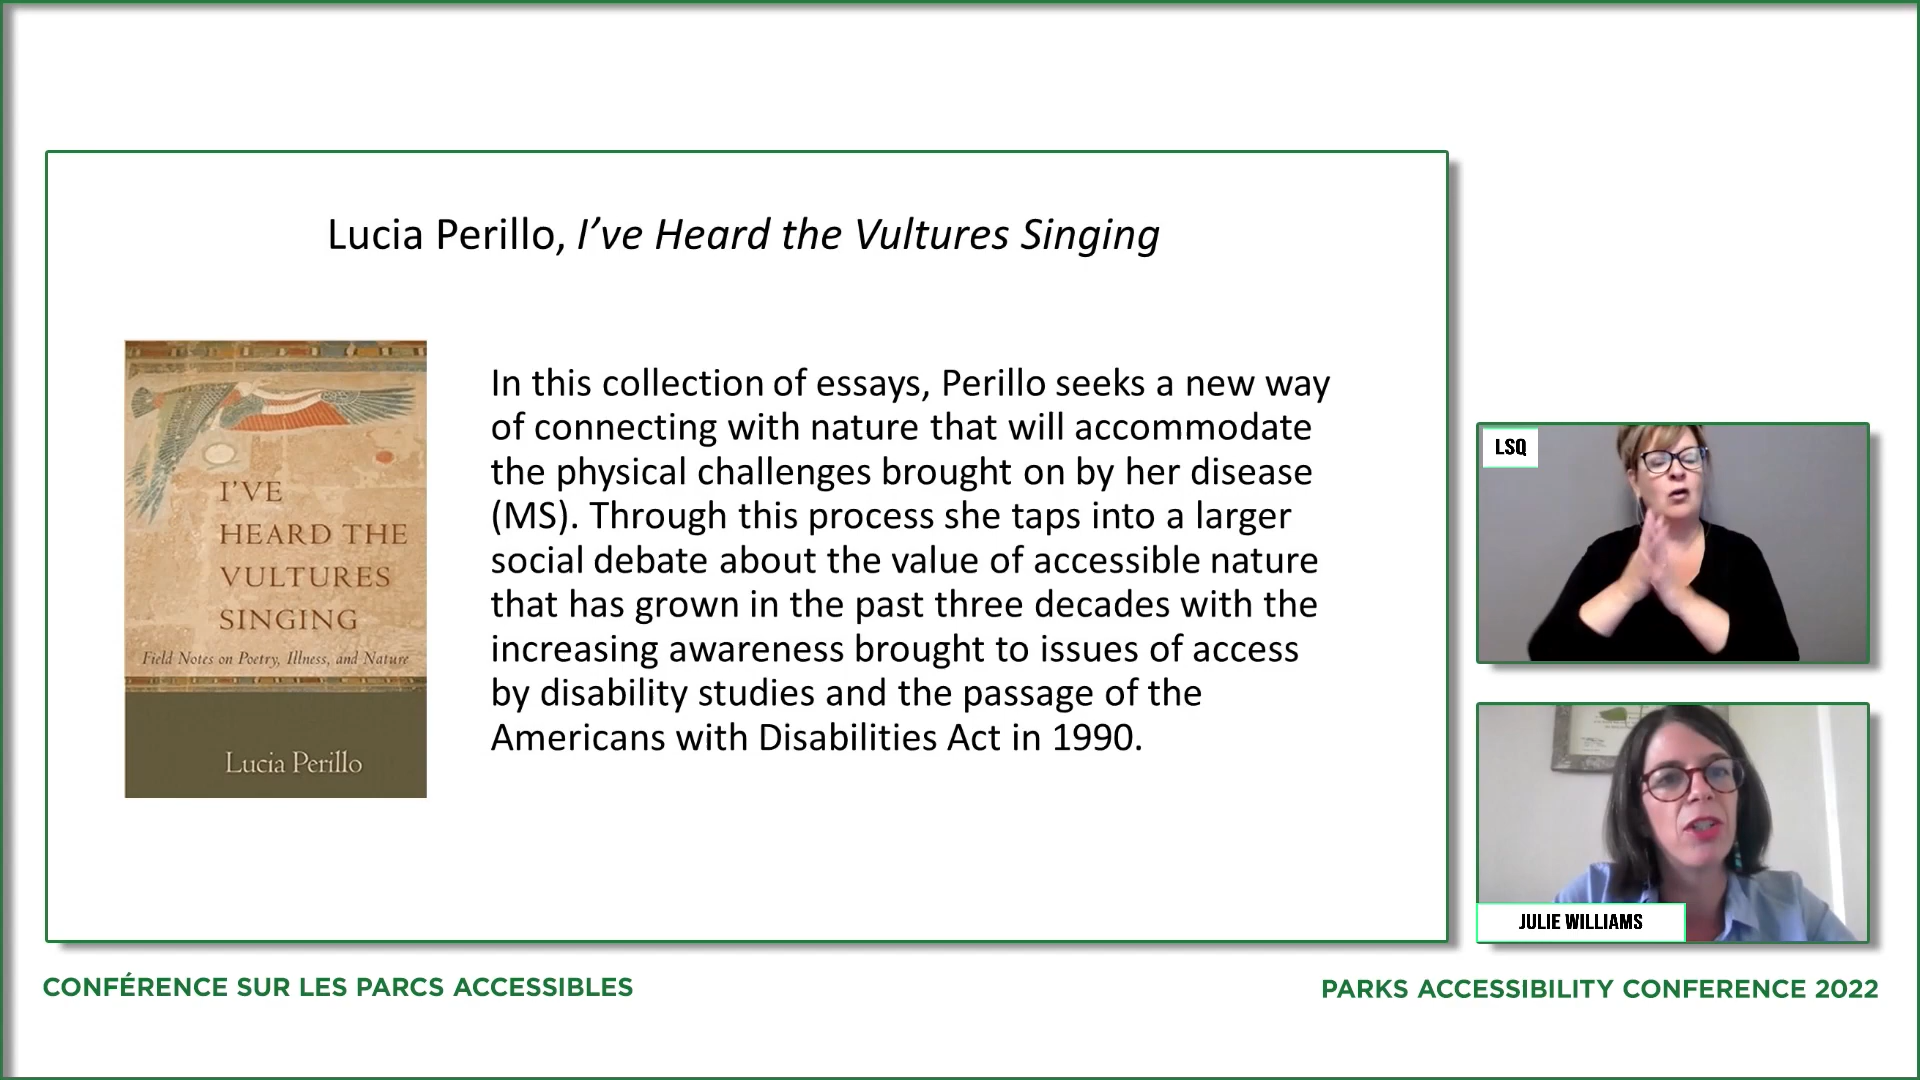 Lucia Perillo, I’ve Heard the Vultures Singing
I’VE
HEARD THE
VULTURES
SINGING
Field Notes on Poetry, Illness, and Nature
Lucia Perillo
In this collection of essays, Perillo seeks a new way
of connecting with nature that will accommodate
the physical challenges brought on by her disease
(MS). Through this process she taps into a larger
social debate about the value of accessible nature
that has grown in the past three decades with the
increasing awareness brought to issues of access
by disability studies and the passage of the
Americans with Disabilities Act in 1990.
LSQ
JULIE WILLIAMS
CONFÉRENCE SUR LES PARCS ACCESSIBLES
PARKS ACCESSIBILITY CONFERENCE 2022